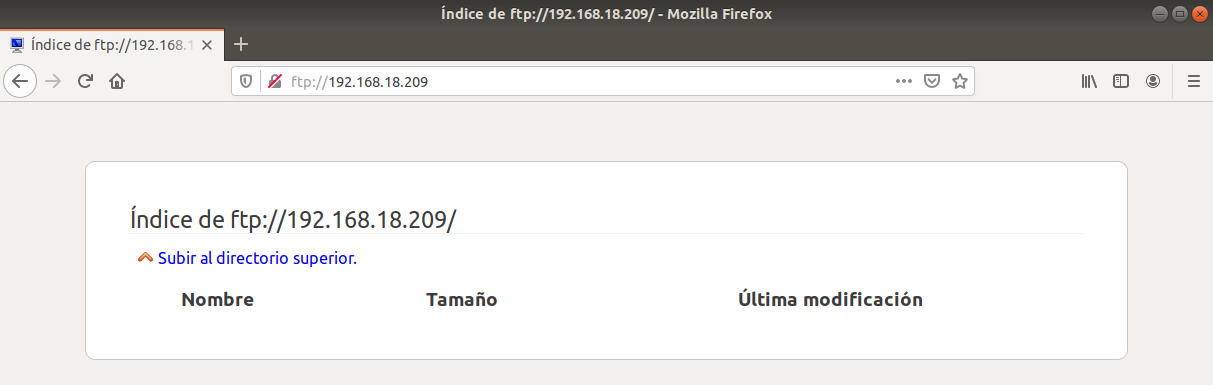 Índice de ftp://192.168.18.209/ - Mozilla Firefox
Índice de ftp://192.168.1
ftp://192.168.18.209
Índice de ftp://192.168.18.209/
Subir al directorio superior.
Nombre Tamaño Última modificación